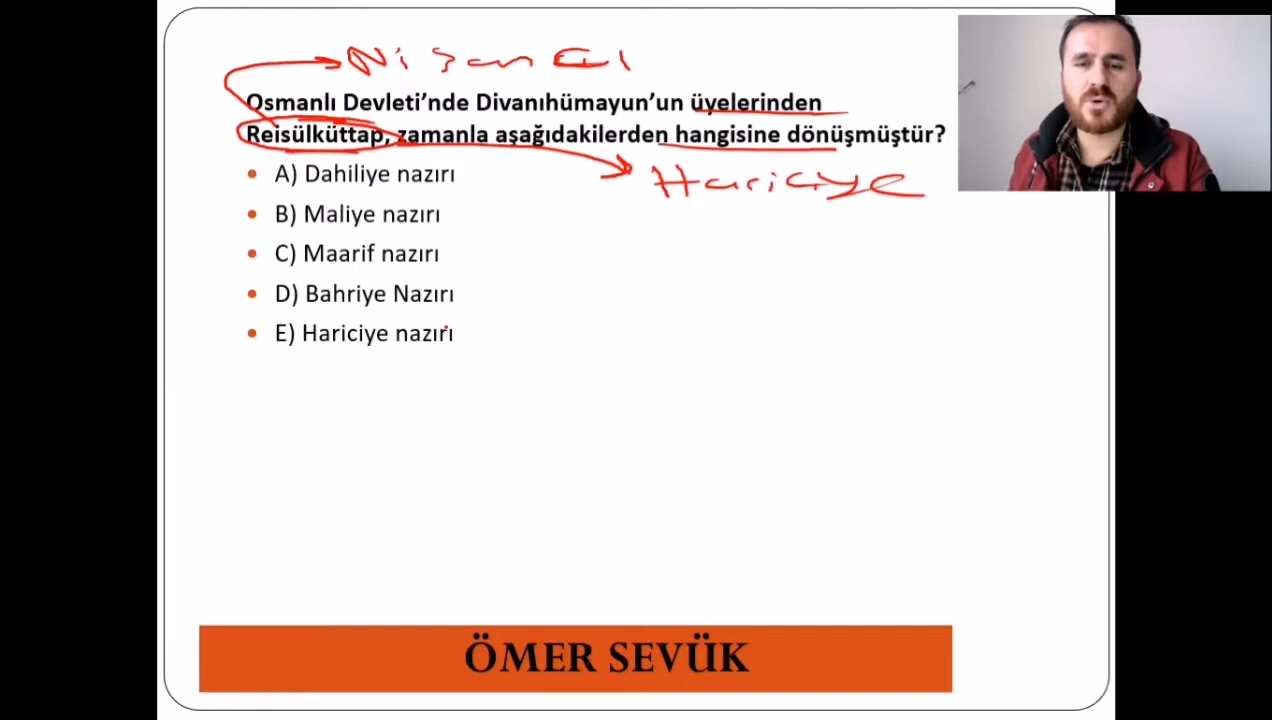 Nişancı
Osmanlı Devleti’nde Divanıhümayun’un üyelerinden
Reisülküttap, zamanla aşağıdakilerden hangisine dönüşmüştür?
Hariciye
• A) Dahiliye nazırı
• B) Maliye nazırı
• C) Maarif nazırı
• D) Bahriye Nazırı
• E) Hariciye nazırı
ÖMER SEVÜK